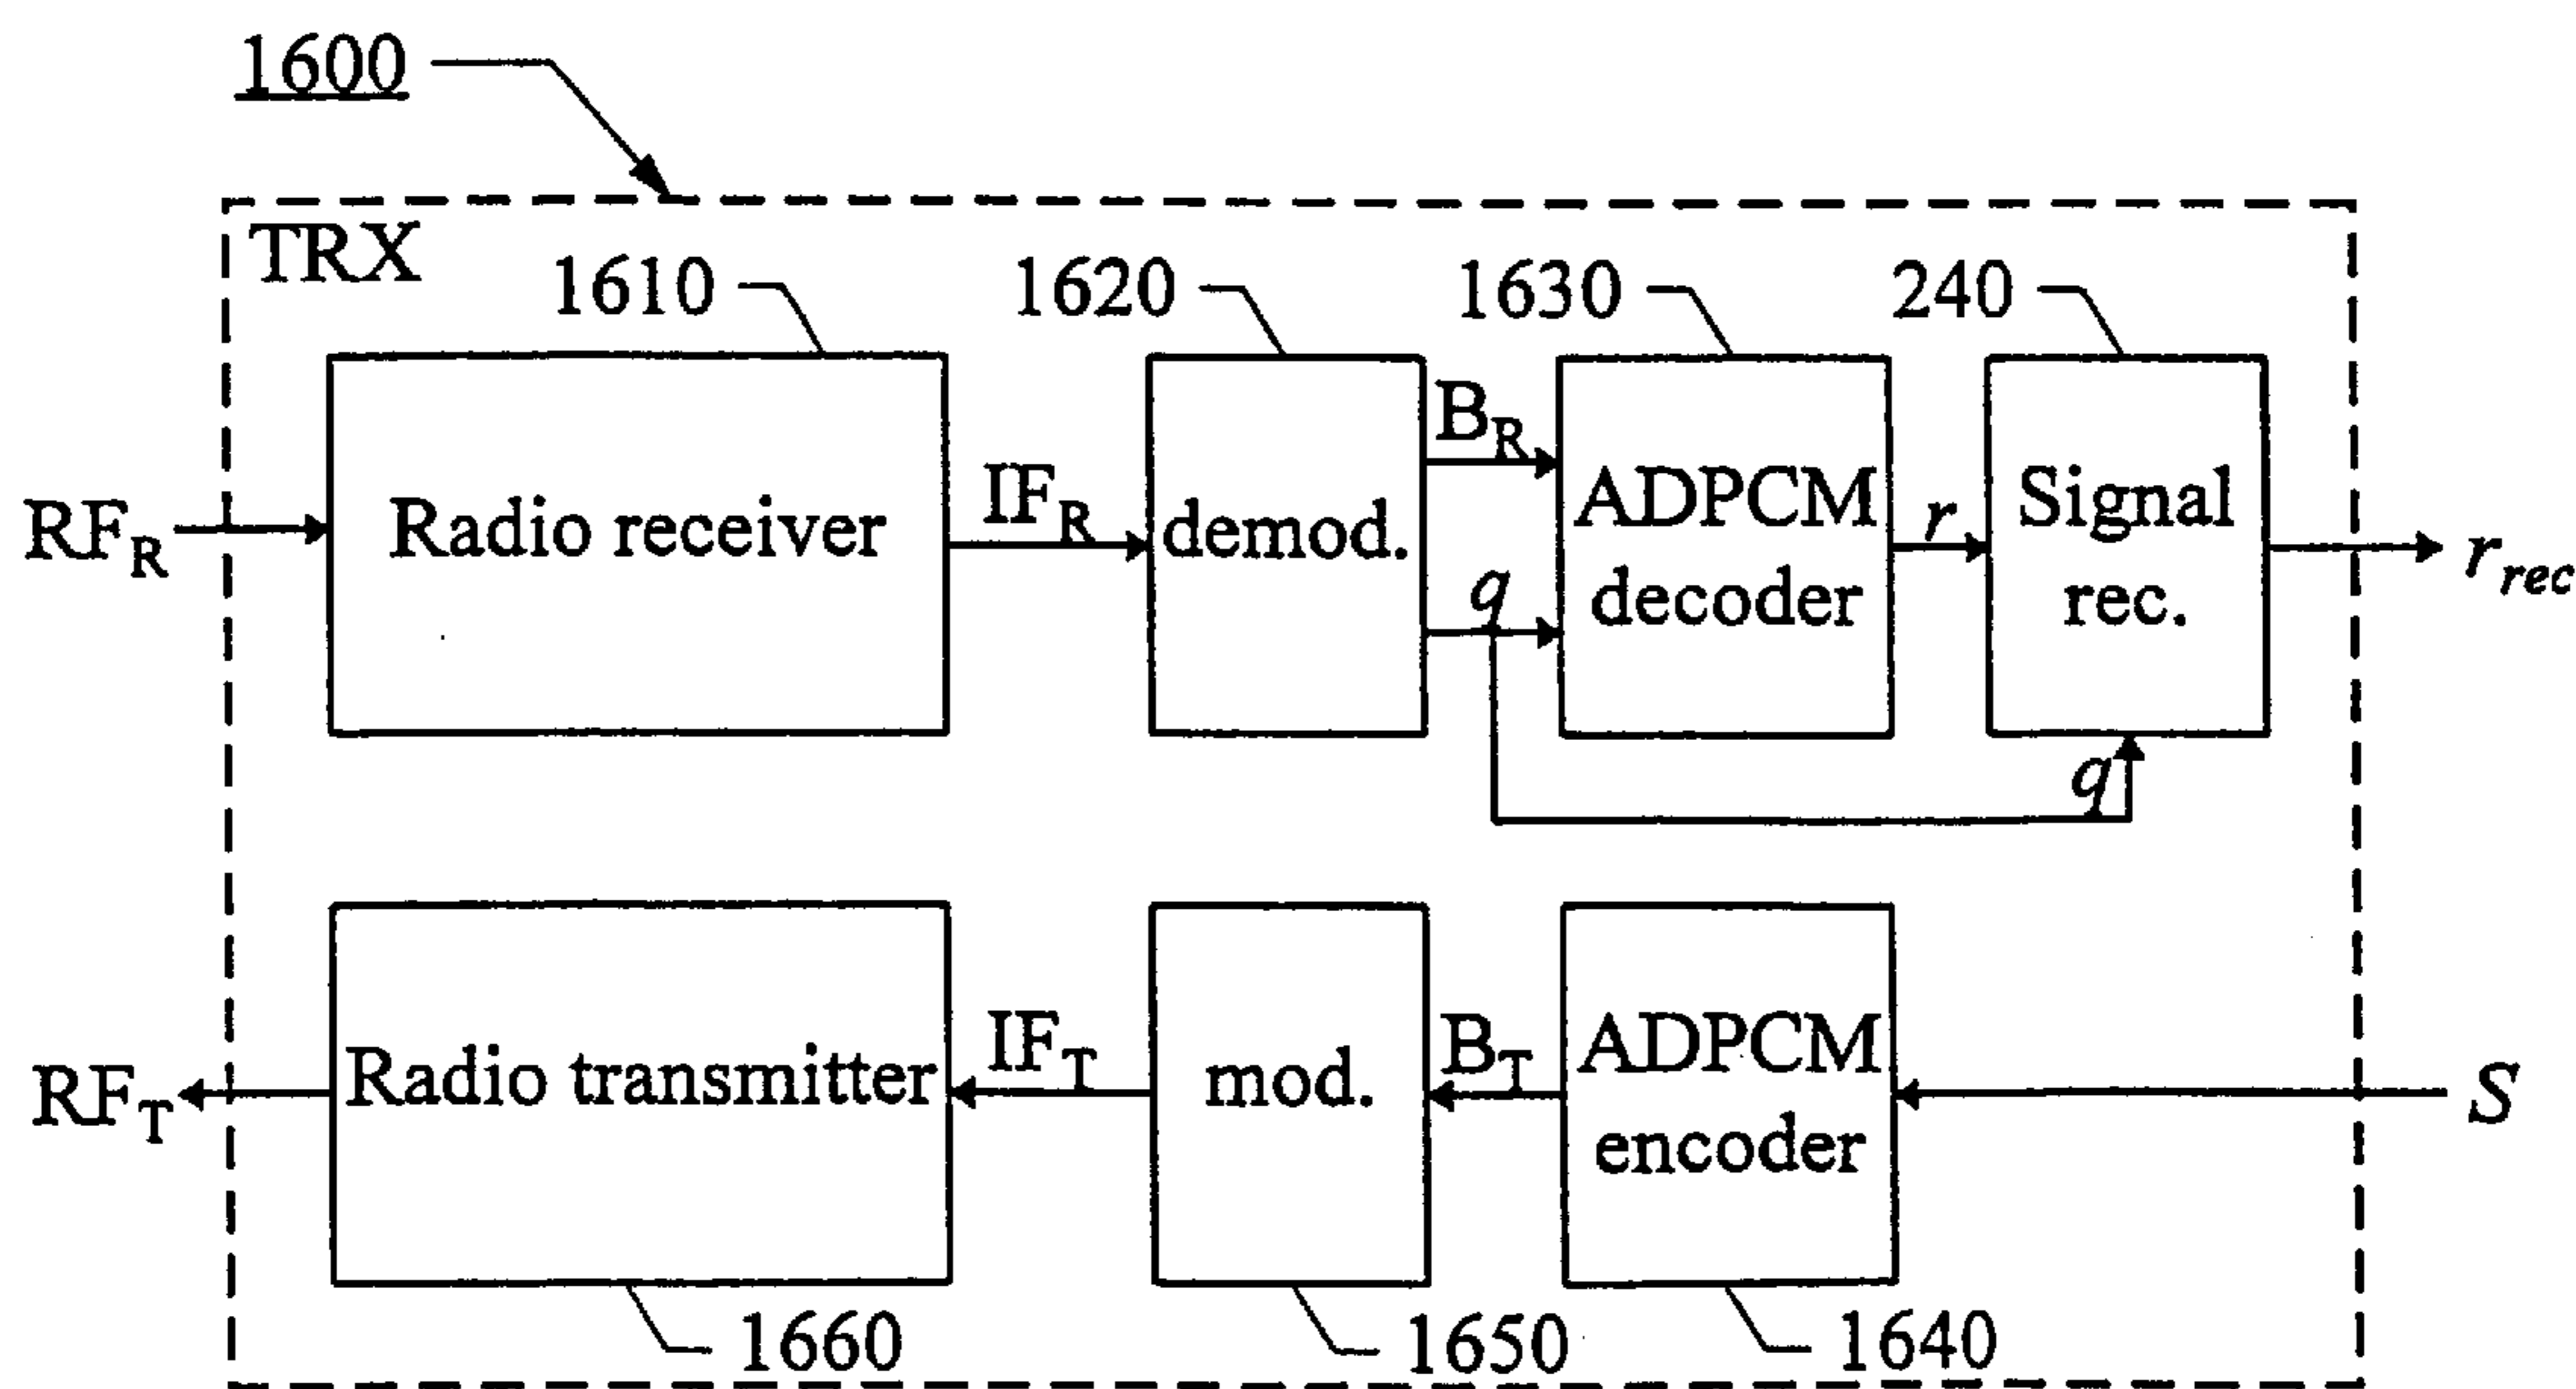 1600
TRX
1610
1620
1630
240
RF_R
Radio receiver
IF_R
demod.
B_R
q
ADPCM
decoder
r
Signal
rec.
r_rec
q
RF_T
Radio transmitter
IF_T
mod.
B_T
ADPCM
encoder
S
1660
1650
1640